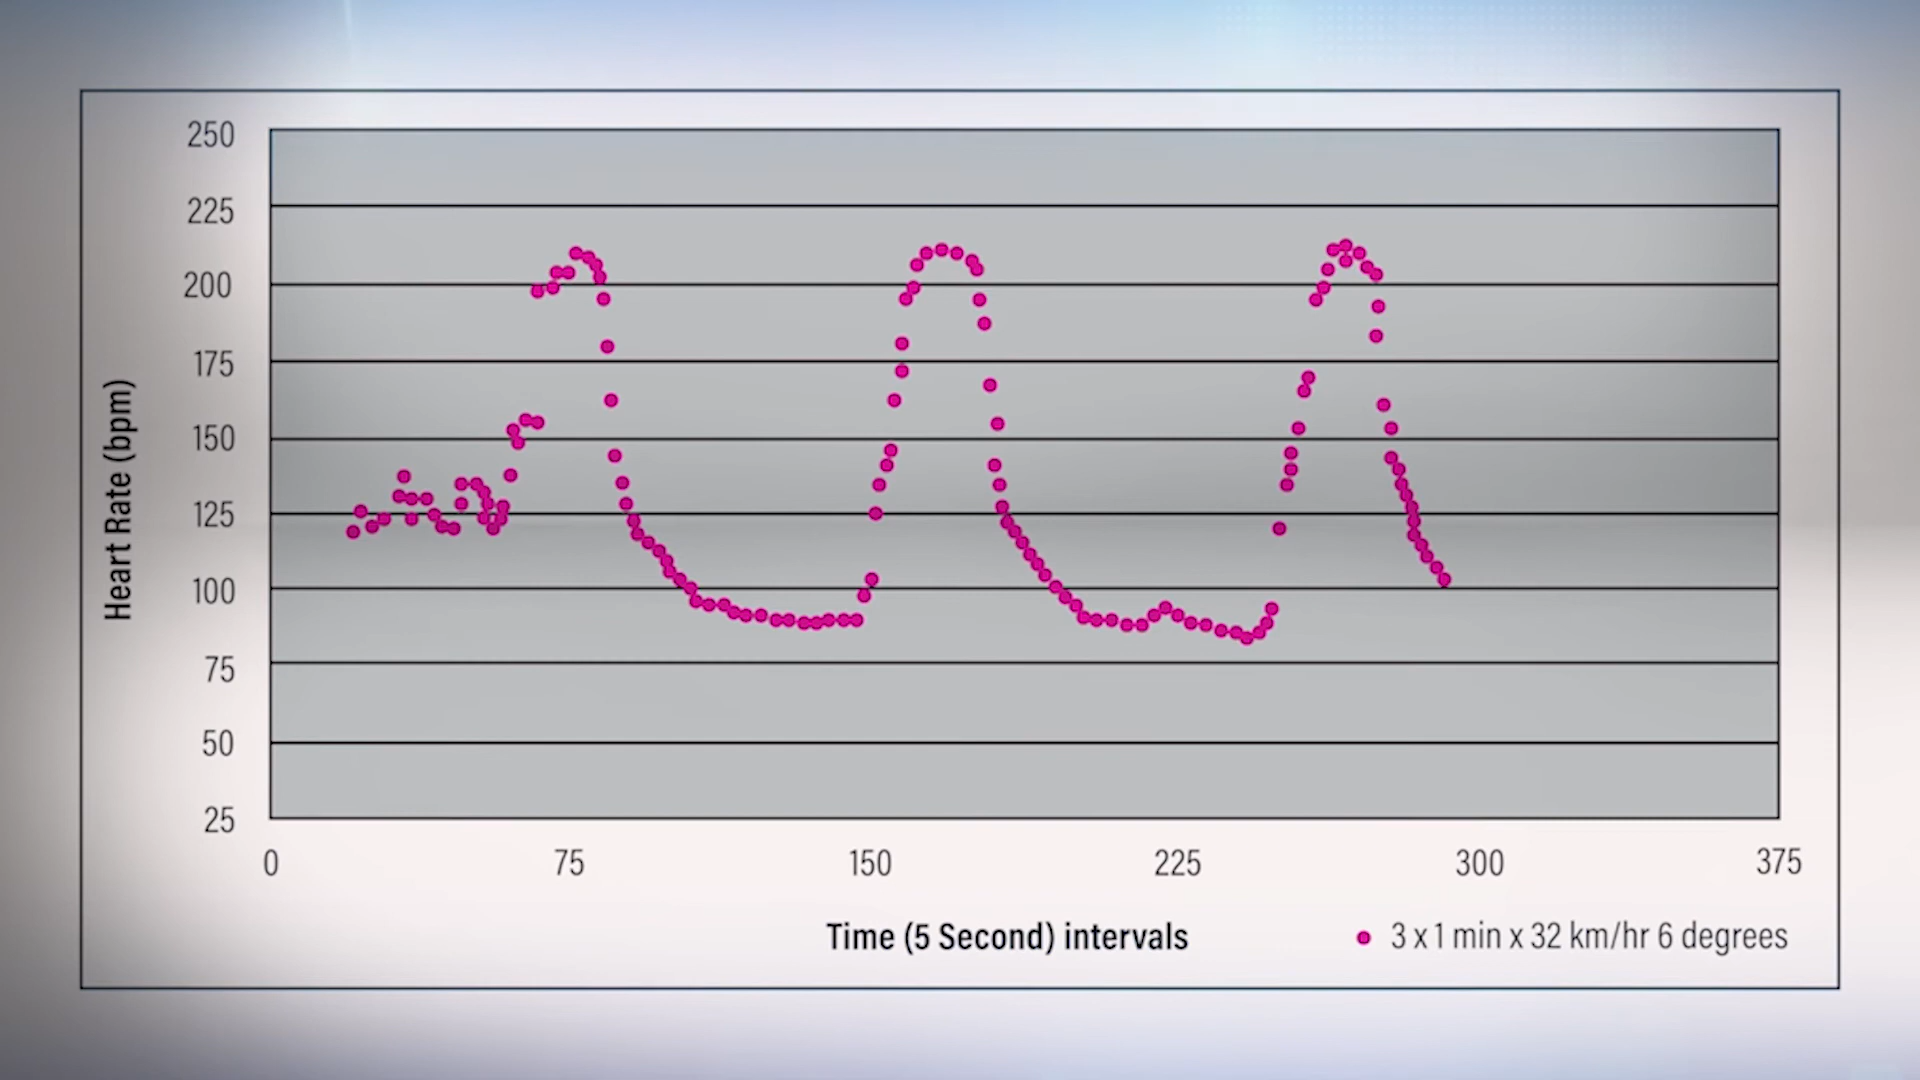 250
225
200
175
150
125
100
75
50
25
Heart Rate (bpm)
0 75 150 225 300 375
Time (5 Second) intervals
3 x 1 min x 32 km/hr 6 degrees